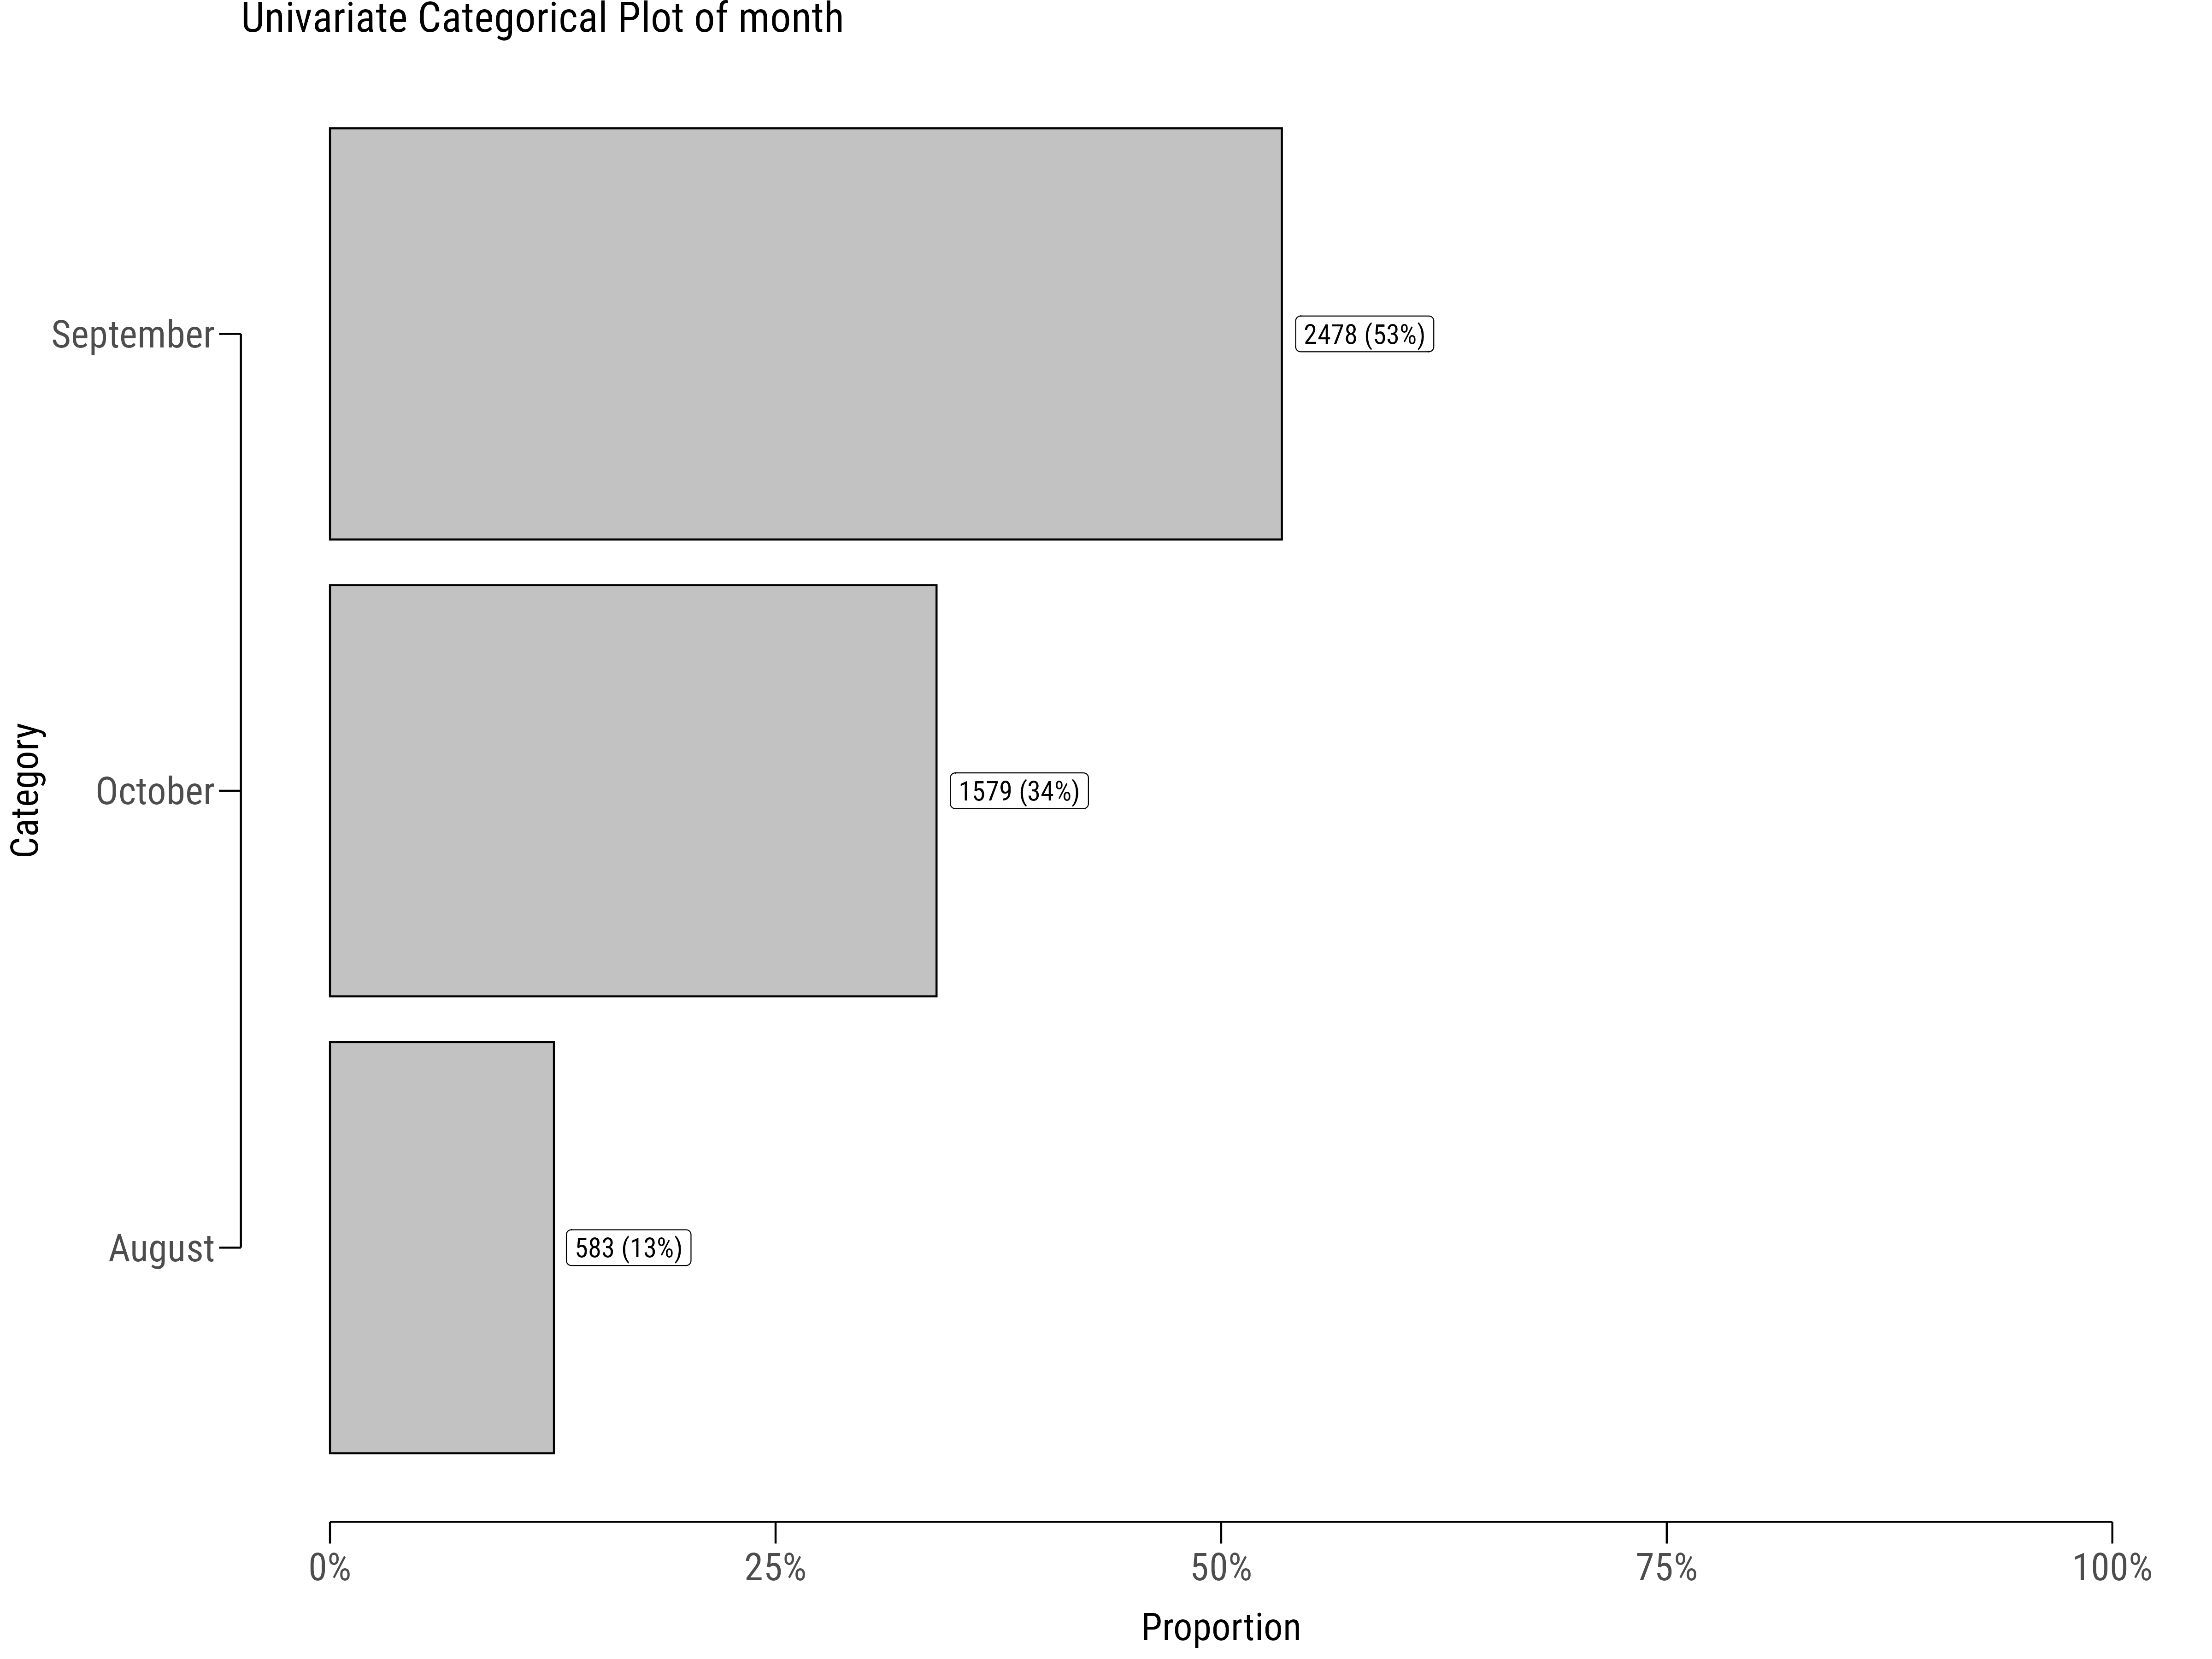 Univariate Categorical Plot of month
September
2478 (53%)
October
1579 (34%)
Category
August
583 (13%)
0%
25%
50%
75%
100%
Proportion